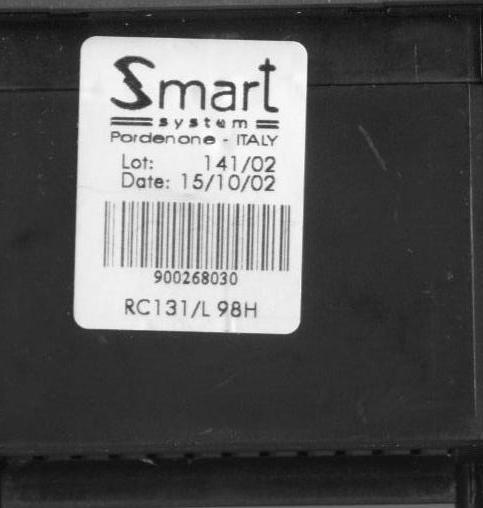 Smart
system
Pordenone - ITALY
Lot: 141/02
Date: 15/10/02
900268030
RC131/L 98H